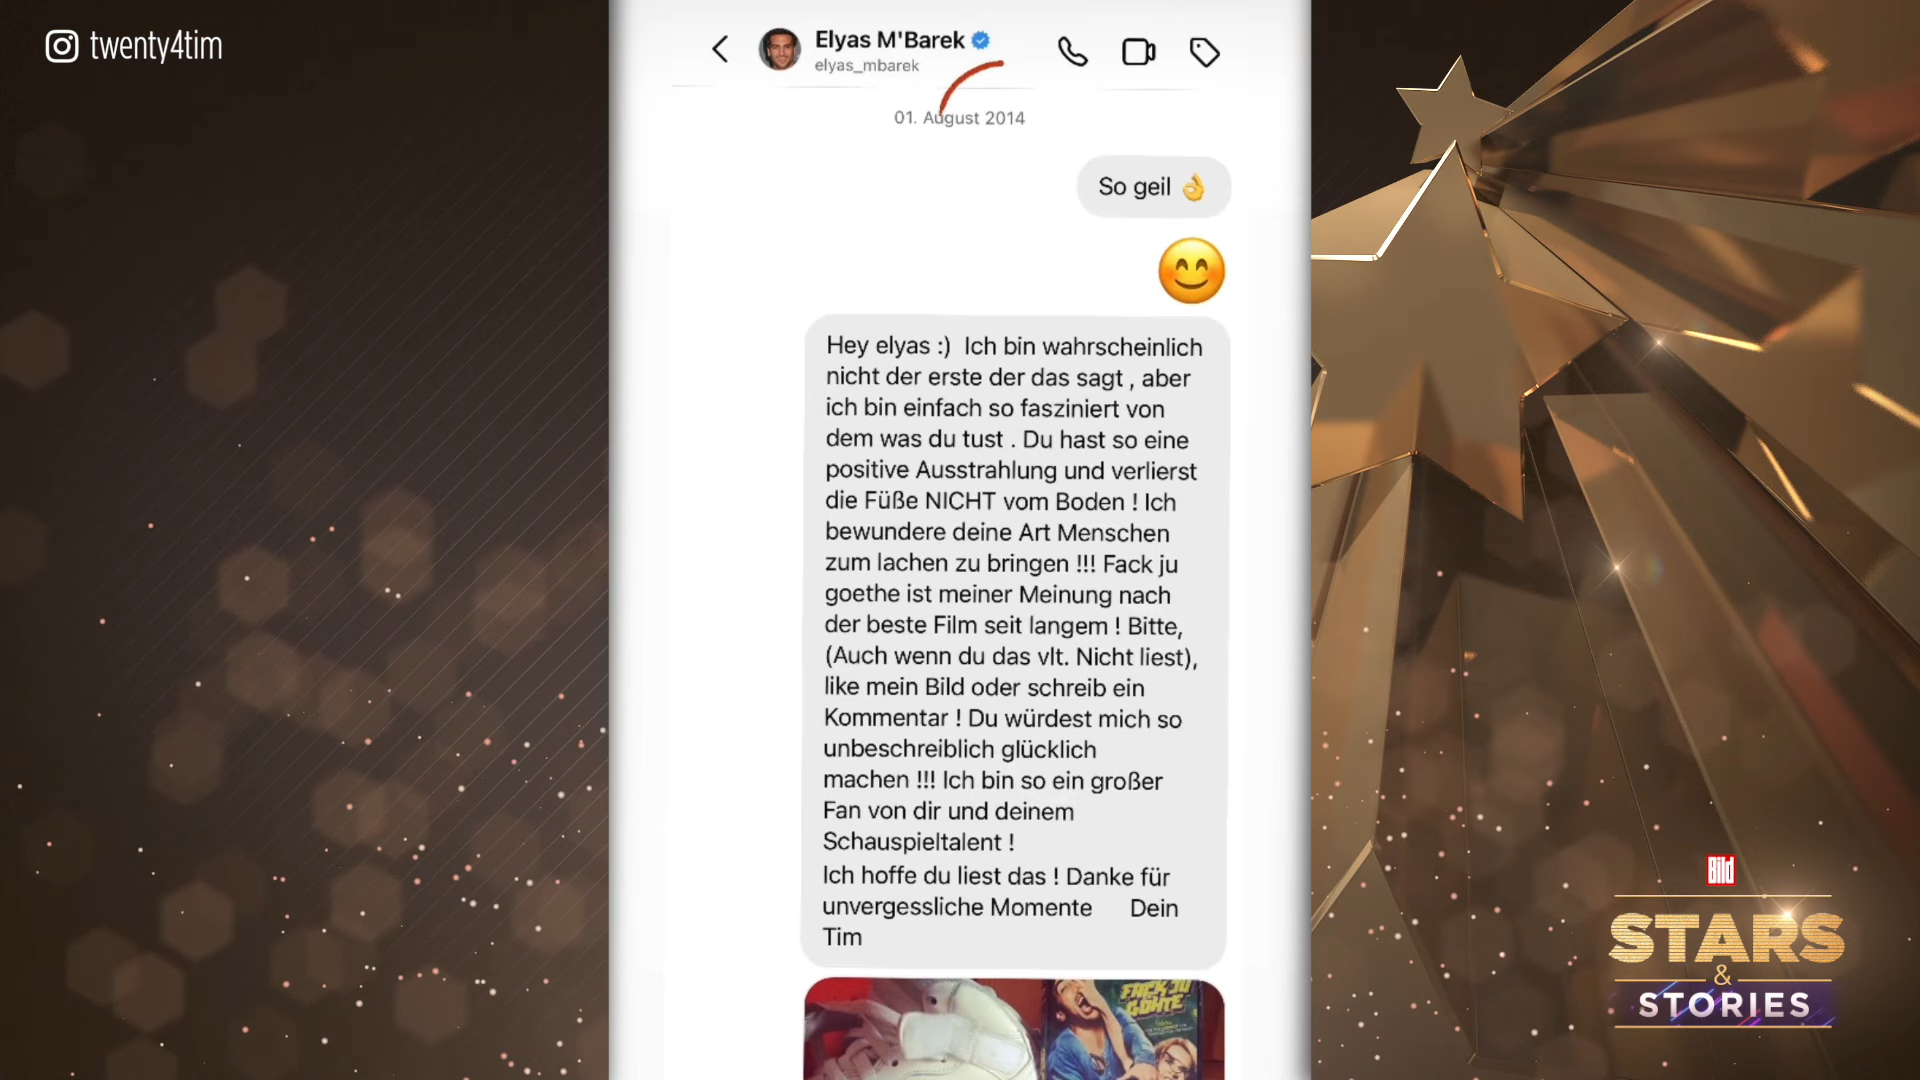 twenty4tim
Elyas M'Barek
elyas_mbarek
01. August 2014
So geil 👌
😊
Hey elyas :)  Ich bin wahrscheinlich
nicht der erste der das sagt , aber
ich bin einfach so fasziniert von
dem was du tust . Du hast so eine
positive Ausstrahlung und verlierst
die Füße NICHT vom Boden ! Ich
bewundere deine Art Menschen
zum lachen zu bringen !!! Fack ju
goethe ist meiner Meinung nach
der beste Film seit langem ! Bitte,
(Auch wenn du das vlt. Nicht liest),
like mein Bild oder schreib ein
Kommentar ! Du würdest mich so
unbeschreiblich glücklich
machen !!! Ich bin so ein großer
Fan von dir und deinem
Schauspieltalent !
Ich hoffe du liest das ! Danke für
unvergessliche Momente      Dein
Tim
FACK JU
GÖHTE
Bild
STARS
&
STORIES